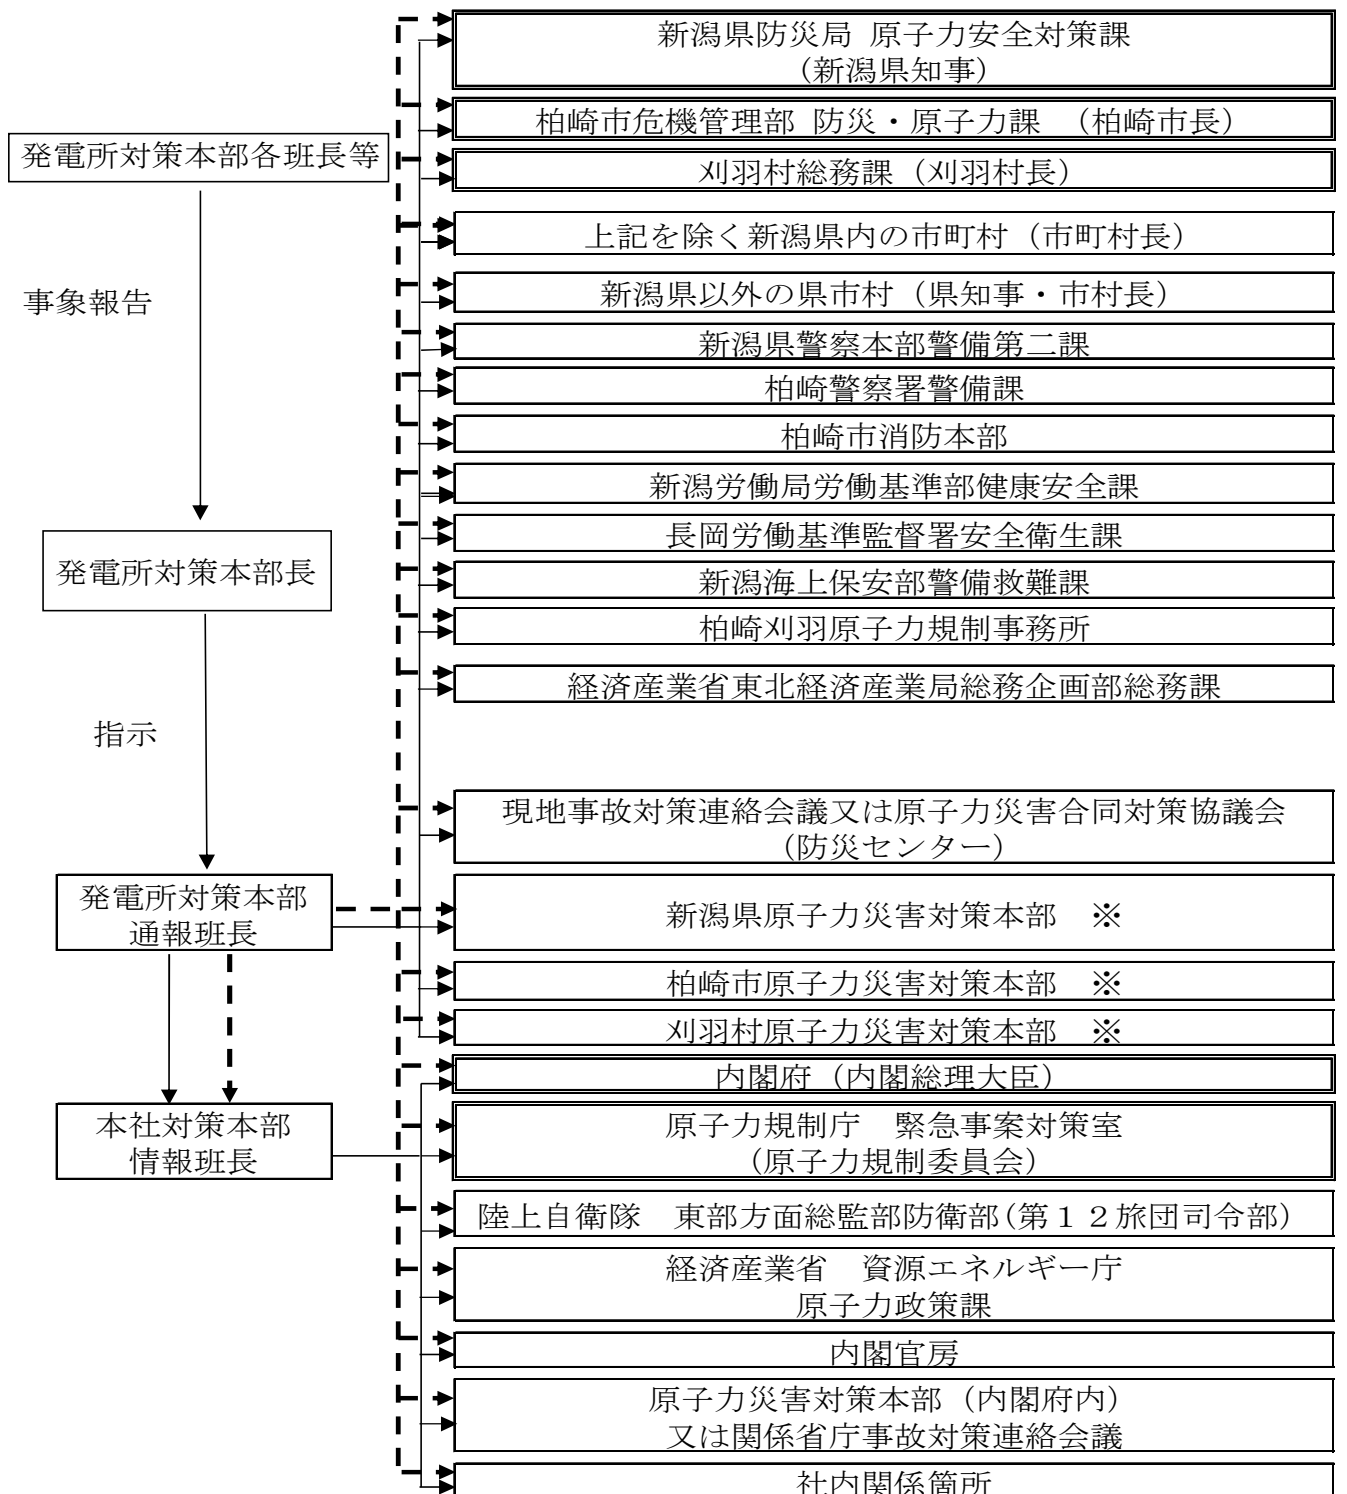 発電所対策本部各班長等
事象報告
発電所対策本部長
指示
発電所対策本部
通報班長
本社対策本部
情報班長
新潟県防災局 原子力安全対策課
(新潟県知事)
柏崎市危機管理部 防災・原子力課 (柏崎市長)
刈羽村総務課(刈羽村長)
上記を除く新潟県内の市町村(市町村長)
新潟県以外の県市村(県知事・市村長)
新潟県警察本部警備第二課
柏崎警察署警備課
柏崎市消防本部
新潟労働局労働基準部健康安全課
長岡労働基準監督署安全衛生課
新潟海上保安部警備救難課
柏崎刈羽原子力規制事務所
経済産業省東北経済産業局総務企画部総務課
現地事故対策連絡会議又は原子力災害合同対策協議会
(防災センター)
新潟県原子力災害対策本部 ※
柏崎市原子力災害対策本部 ※
刈羽村原子力災害対策本部 ※
内閣府(内閣総理大臣)
原子力規制庁 緊急事案対策室
(原子力規制委員会)
陸上自衛隊 東部方面総監部防衛部(第12旅団司令部)
経済産業省 資源エネルギー庁
原子力政策課
内閣官房
原子力災害対策本部(内閣府内)
又は関係省庁事故対策連絡会議
社内関係箇所